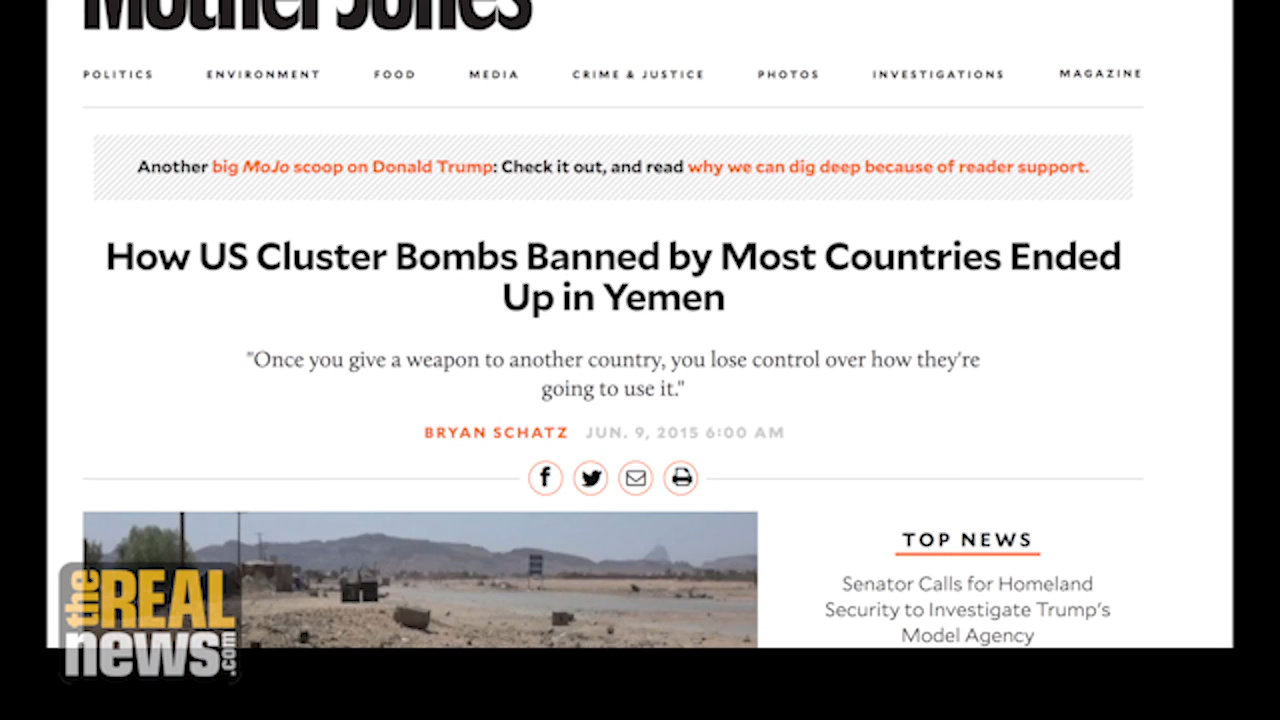 Mother Jones
POLITICS ENVIRONMENT FOOD MEDIA CRIME & JUSTICE PHOTOS INVESTIGATIONS MAGAZINE
Another big MoJo scoop on Donald Trump: Check it out, and read why we can dig deep because of reader support.
How US Cluster Bombs Banned by Most Countries Ended
Up in Yemen
"Once you give a weapon to another country, you lose control over how they're
going to use it."
BRYAN SCHATZ JUN. 9, 2015 6:00 AM
TOP NEWS
Senator Calls for Homeland
Security to Investigate Trump's
Model Agency
the REAL
news.com